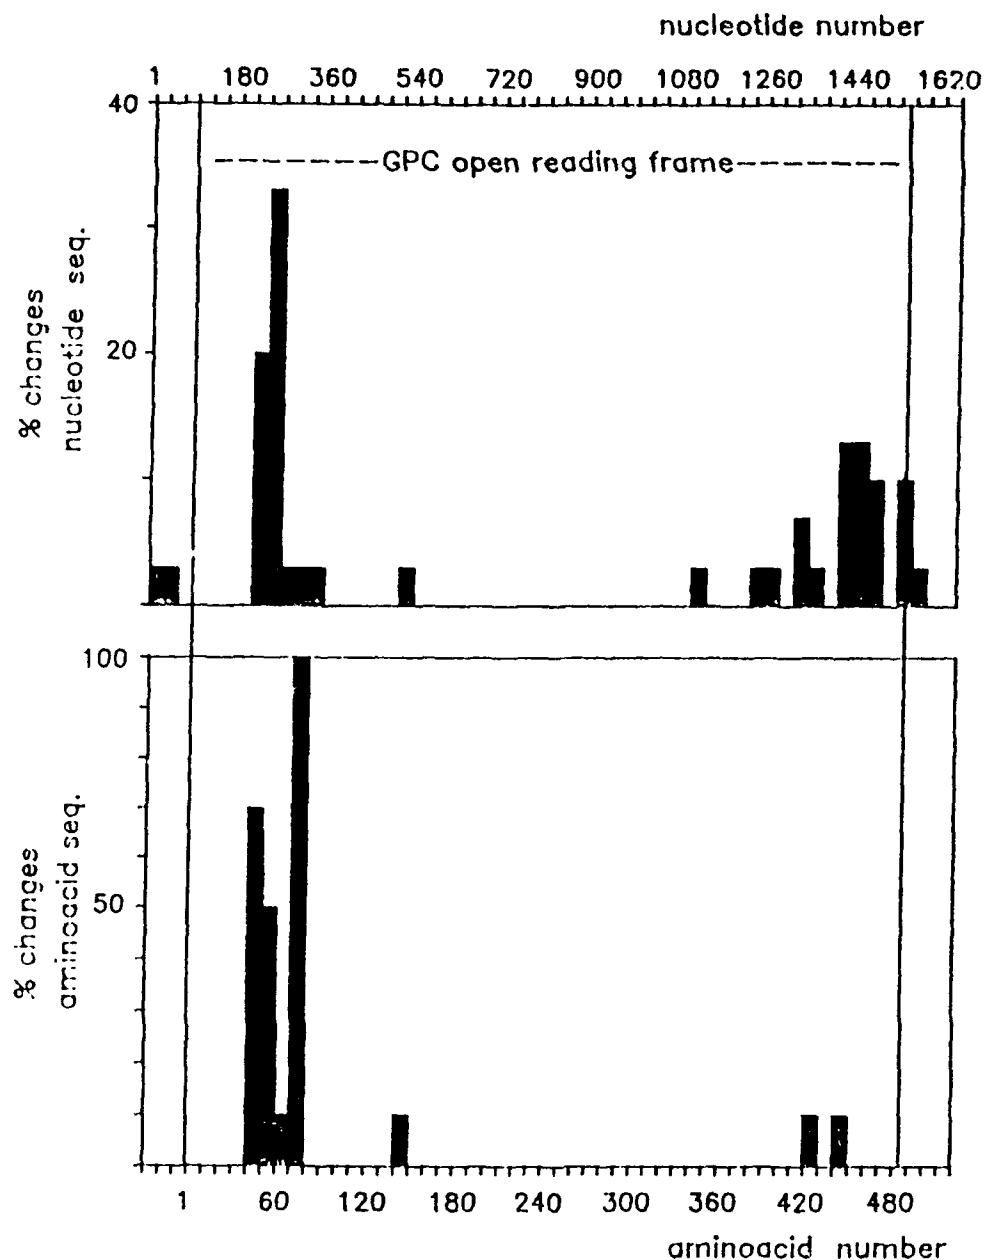 nucleotide number
1 180 360 540 720 900 1080 1260 1440 1620
40
GPC open reading frame
% changes
nucleotide seq.
20
100
% changes
aminoacid seq.
50
1 60 120 180 240 300 360 420 480
aminoacid number